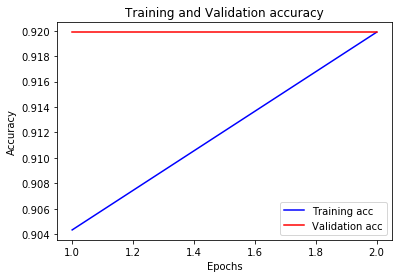 Training and Validation accuracy
Accuracy
0.920
0.918
0.916
0.914
0.912
0.910
0.908
0.906
0.904
Training acc
Validation acc
1.0 1.2 1.4 1.6 1.8 2.0
Epochs